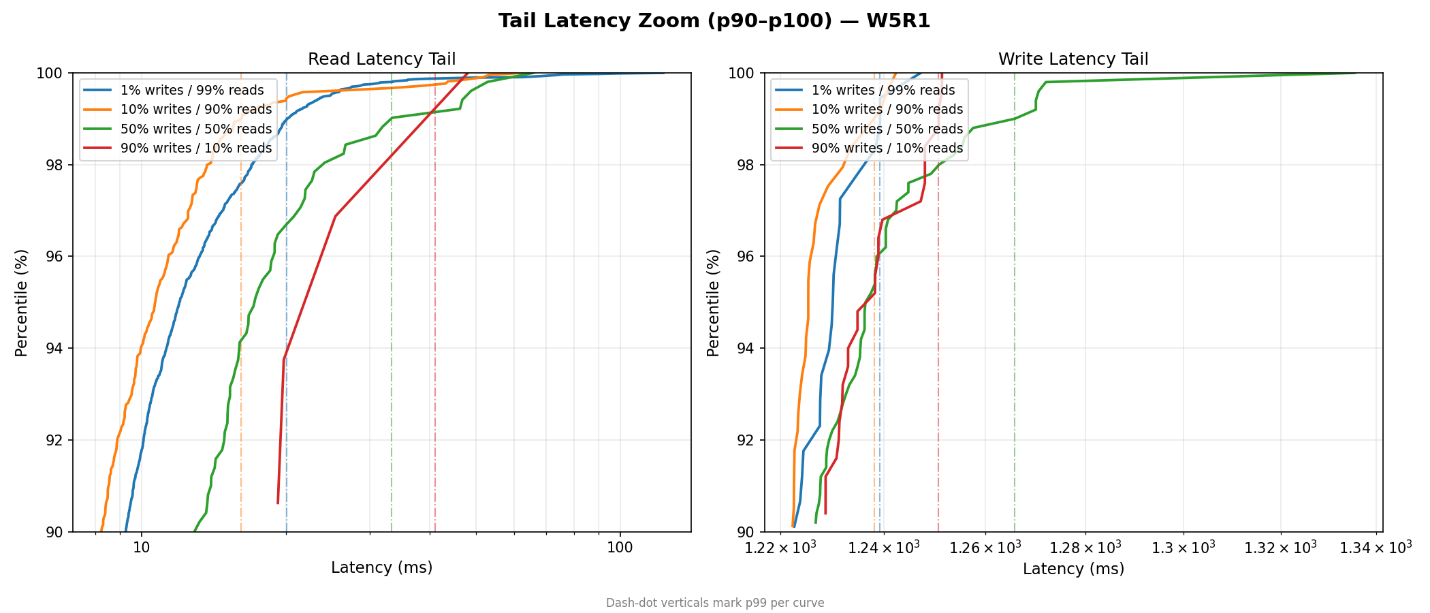 Tail Latency Zoom (p90–p100) — W5R1
Read Latency Tail
100
98
96
94
92
90
Percentile (%)
1% writes / 99% reads
10% writes / 90% reads
50% writes / 50% reads
90% writes / 10% reads
10
100
Latency (ms)
Write Latency Tail
100
98
96
94
92
90
Percentile (%)
1% writes / 99% reads
10% writes / 90% reads
50% writes / 50% reads
90% writes / 10% reads
1.22 × 10³
1.24 × 10³
1.26 × 10³
1.28 × 10³
1.3 × 10³
1.32 × 10³
1.34 × 10³
Latency (ms)
Dash-dot verticals mark p99 per curve